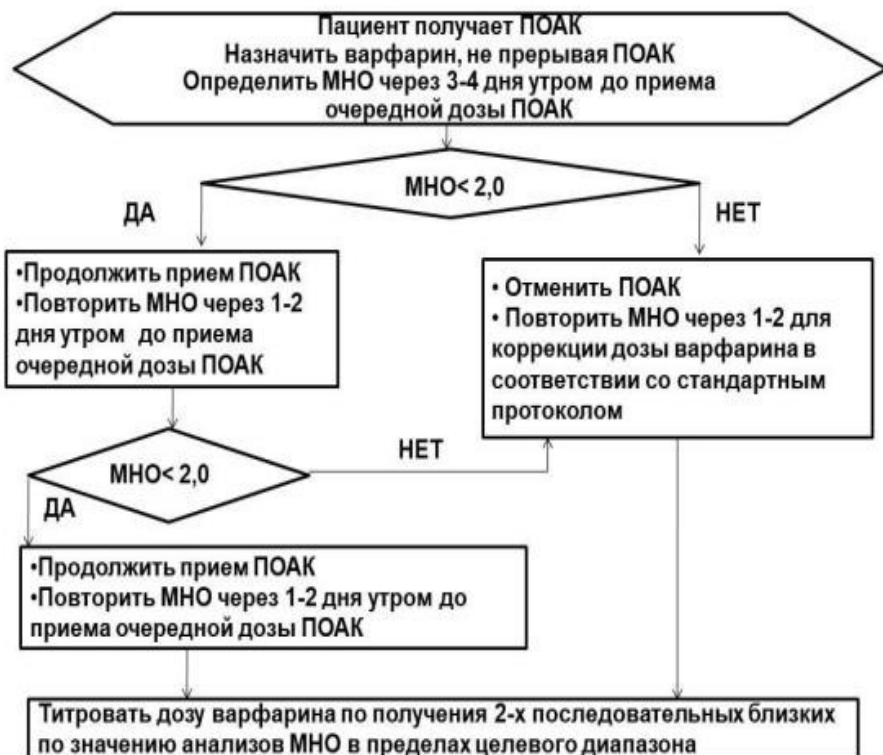 Пациент получает ПОАК
Назначить варфарин, не прерывая ПОАК
Определить МНО через 3-4 дня утром до приема
очередной дозы ПОАК
МНО< 2,0
ДА
НЕТ
•Продолжить прием ПОАК
•Повторить МНО через 1-2
дня утром до приема
очередной дозы ПОАК
• Отменить ПОАК
• Повторить МНО через 1-2 для
коррекции дозы варфарина в
соответствии со стандартным
протоколом
МНО< 2,0
НЕТ
ДА
•Продолжить прием ПОАК
•Повторить МНО через 1-2 дня утром до
приема очередной дозы ПОАК
Титровать дозу варфарина по получения 2-х последовательных близких
по значению анализов МНО в пределах целевого диапазона